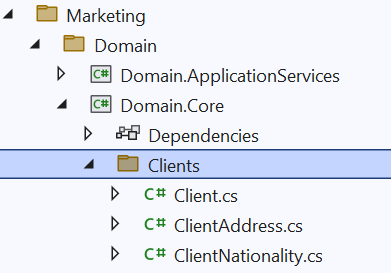 Marketing
Domain
C# Domain.ApplicationServices
C# Domain.Core
Dependencies
Clients
C# Client.cs
C# ClientAddress.cs
C# ClientNationality.cs